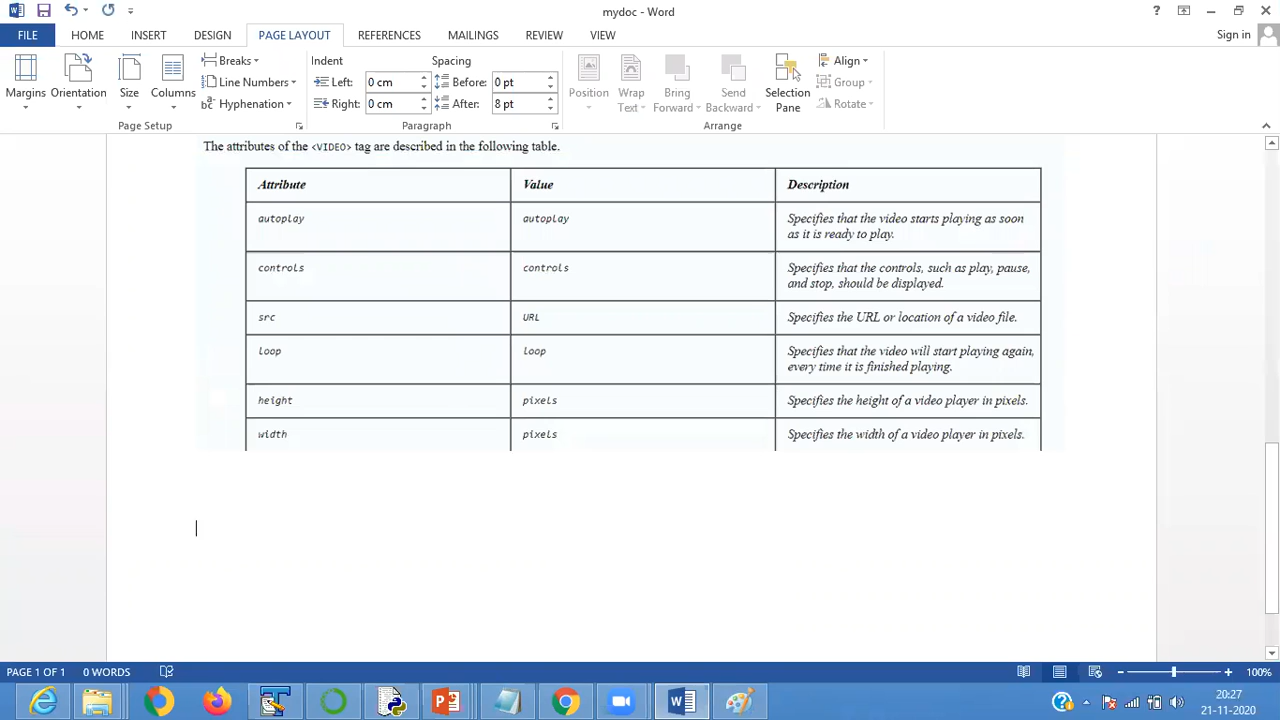 mydoc - Word
?
FILE HOME INSERT DESIGN PAGE LAYOUT REFERENCES MAILINGS REVIEW VIEW Sign in
Margins
Orientation
Size
Columns
Breaks
Line Numbers
Hyphenation
Page Setup
Indent
Left: 0 cm
Right: 0 cm
Spacing
Before: 0 pt
After: 8 pt
Paragraph
Position
Wrap
Text
Bring
Forward
Send
Backward
Selection
Pane
Align
Group
Rotate
Arrange
The attributes of the <VIDEO> tag are described in the following table.
Attribute Value Description
autoplay autoplay Specifies that the video starts playing as soon
as it is ready to play.
controls controls Specifies that the controls, such as play, pause,
and stop, should be displayed.
src URL Specifies the URL or location of a video file.
loop loop Specifies that the video will start playing again,
every time it is finished playing.
height pixels Specifies the height of a video player in pixels.
width pixels Specifies the width of a video player in pixels.
PAGE 1 OF 1 0 WORDS 100%
20:27
21-11-2020